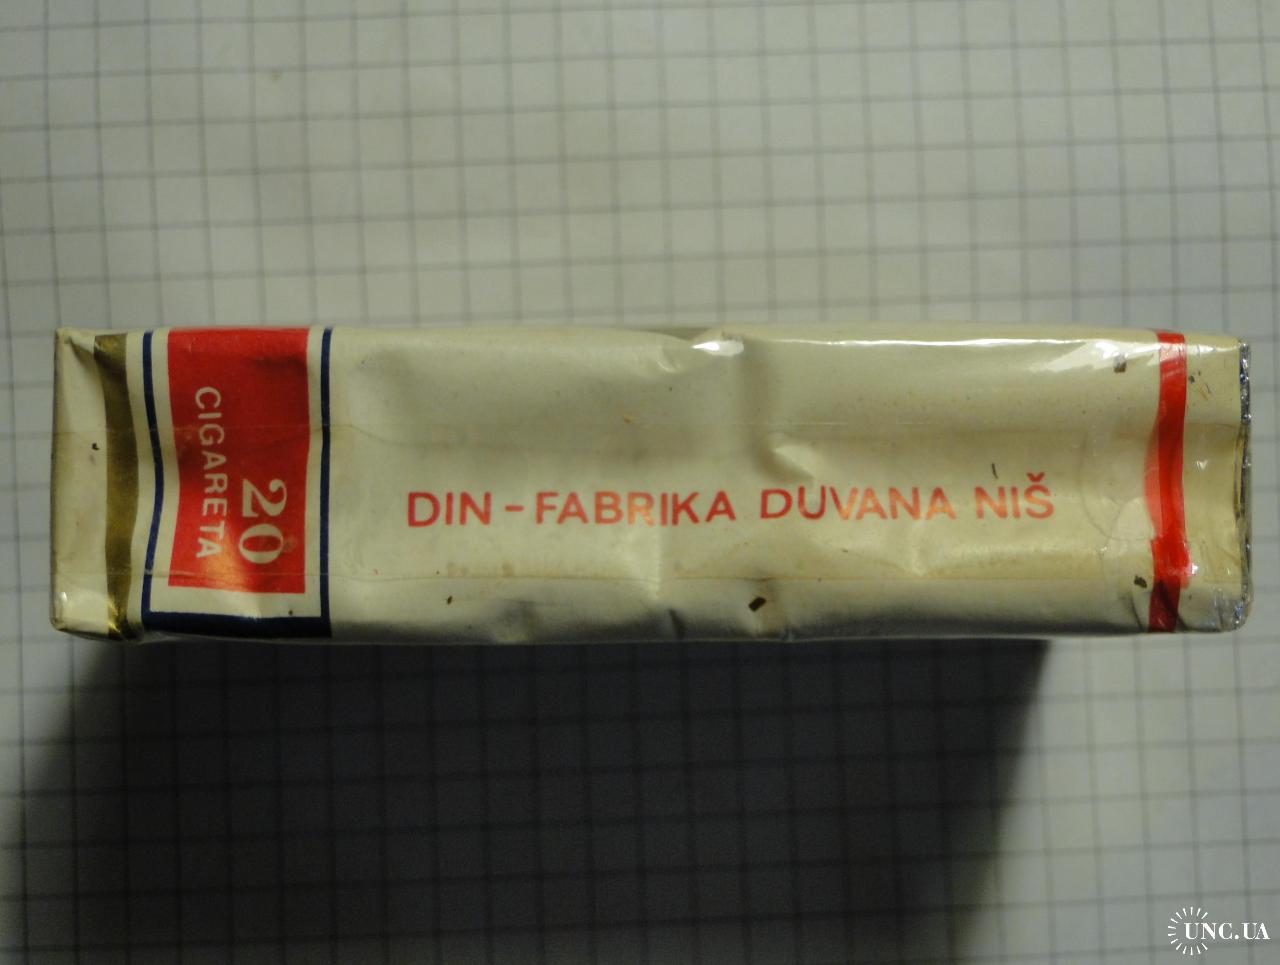 20
CIGARETA
DIN-FABRIKA DUVANA NIŠ
UNC.UA